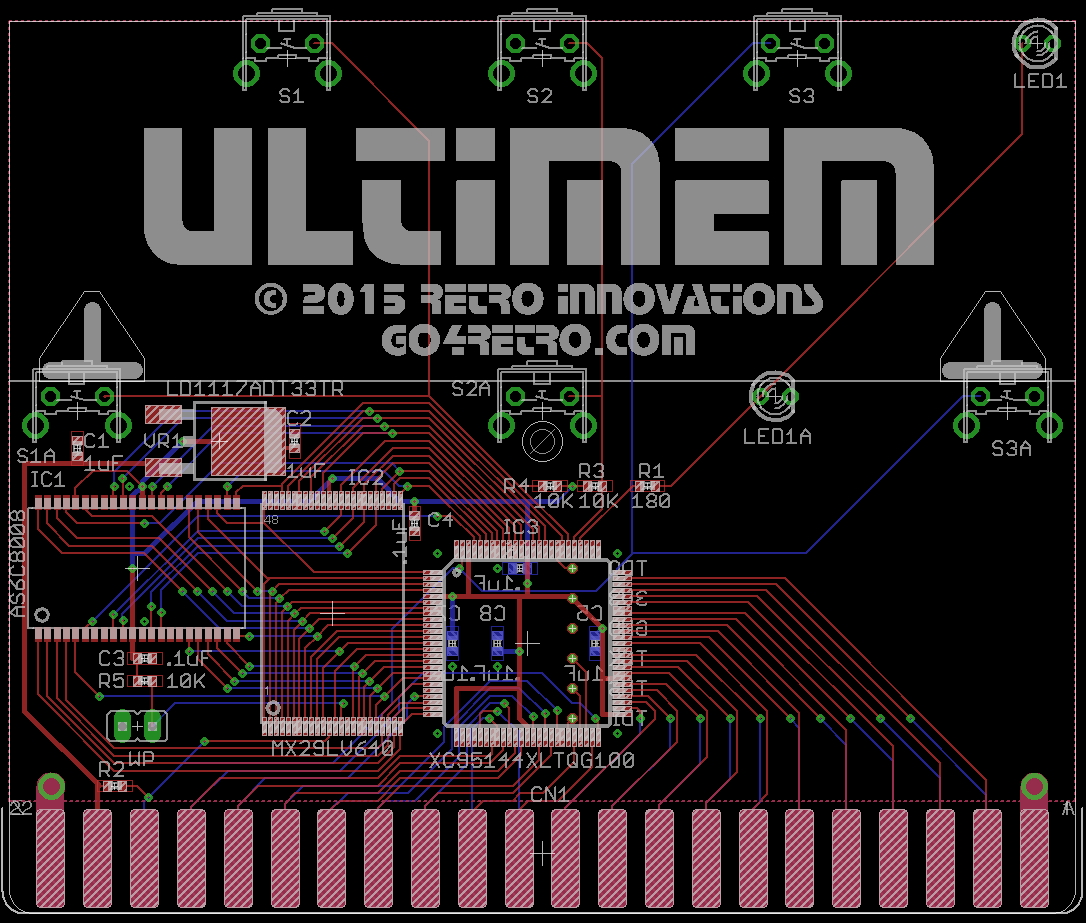 S1
S2
S3
LED1
ULTIMEM
© 2015 RETRO INNOVATIONS
GO4RETRO.COM
LD1117ADT33TR
S2A
LED1A
S3A
S1A
C1
.1uF
VR1
C2
.1uF
IC1
IC2
48
R4
R3
R1
10K
10K
180
C4
.1uF
IC3
AS6C8008
TDO
.1uF
C8
C3
.1uF
R5
10K
1
TDI
WP
MX29LV640
XC95144XLTQG100
R2
CN1
22
A